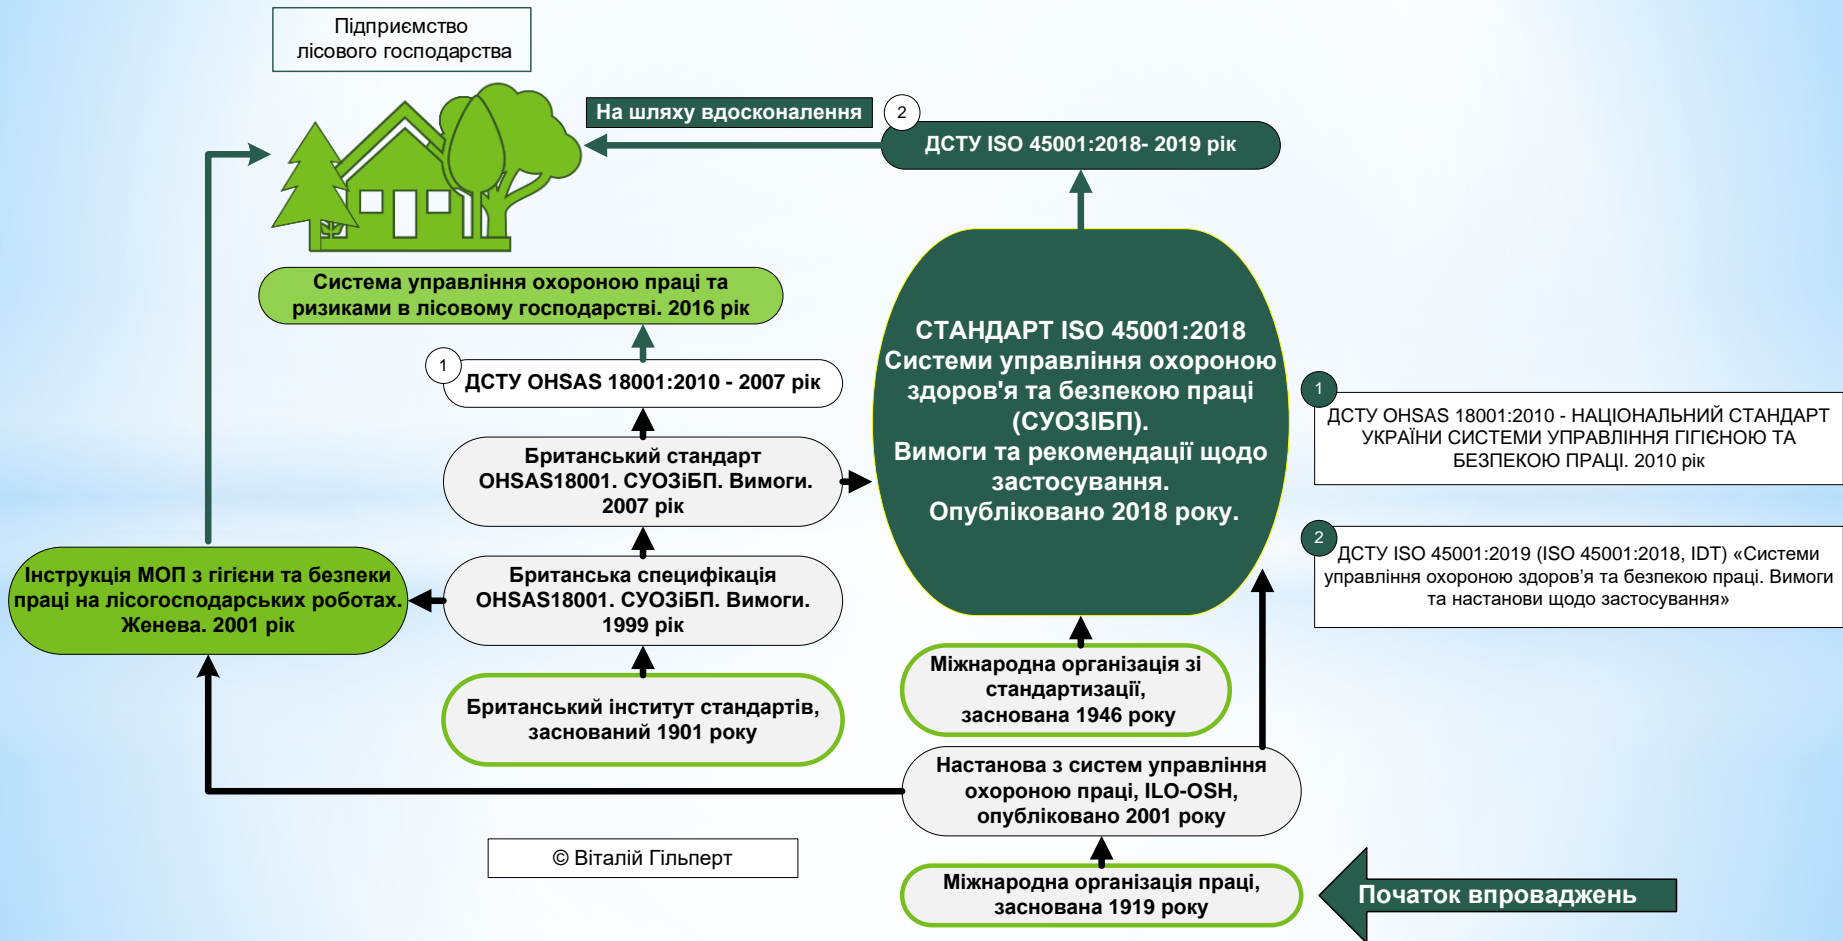 Підприємство
лісового господарства
На шляху вдосконалення
2
ДСТУ ISO 45001:2018- 2019 рік
Система управління охороною праці та
ризиками в лісовому господарстві. 2016 рік
1
ДСТУ OHSAS 18001:2010 - 2007 рік
Британський стандарт
OHSAS18001. СУОЗіБП. Вимоги.
2007 рік
СТАНДАРТ ISO 45001:2018
Системи управління охороною
здоров'я та безпекою праці
(СУОЗІБП).
Вимоги та рекомендації щодо
застосування.
Опубліковано 2018 року.
1
ДСТУ OHSAS 18001:2010 - НАЦІОНАЛЬНИЙ СТАНДАРТ
УКРАЇНИ СИСТЕМИ УПРАВЛІННЯ ГІГІЄНОЮ ТА
БЕЗПЕКОЮ ПРАЦІ. 2010 рік
2
ДСТУ ISO 45001:2019 (ISO 45001:2018, IDT) «Системи
управління охороною здоров’я та безпекою праці. Вимоги
та настанови щодо застосування»
Інструкція МОП з гігієни та безпеки
праці на лісогосподарських роботах.
Женева. 2001 рік
Британська специфікація
OHSAS18001. СУОЗіБП. Вимоги.
1999 рік
Британський інститут стандартів,
заснований 1901 року
Міжнародна організація зі
стандартизації,
заснована 1946 року
Настанова з систем управління
охороною праці, ILO-OSH,
опубліковано 2001 року
© Віталій Гільперт
Міжнародна організація праці,
заснована 1919 року
Початок впроваджень